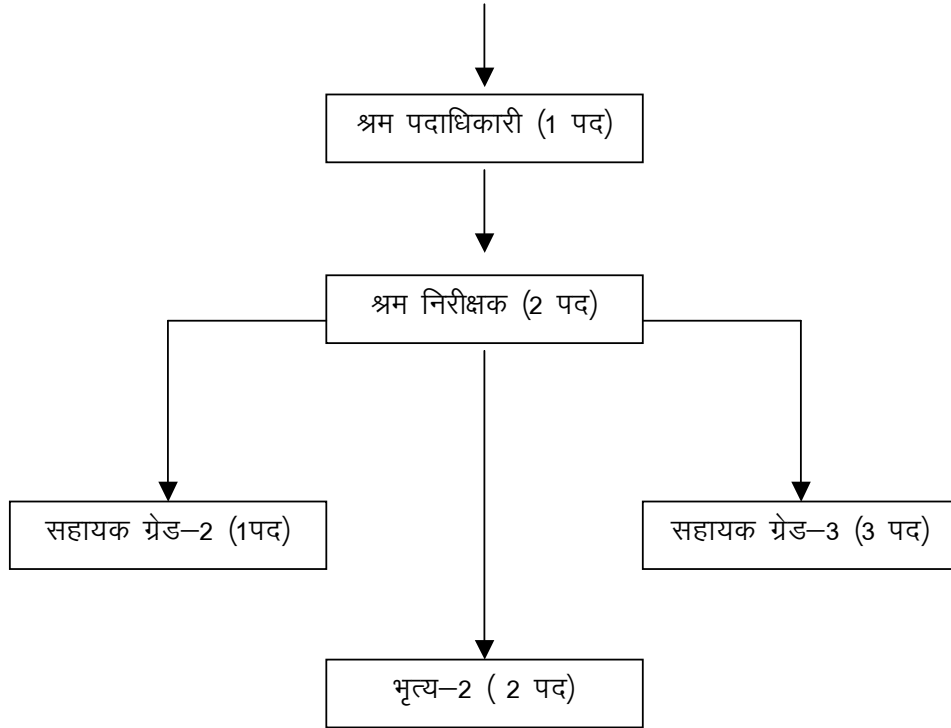 श्रम पदाधिकारी (1 पद)
श्रम निरीक्षक (2 पद)
सहायक ग्रेड–2 (1पद)
सहायक ग्रेड–3 (3 पद)
भृत्य–2 ( 2 पद)